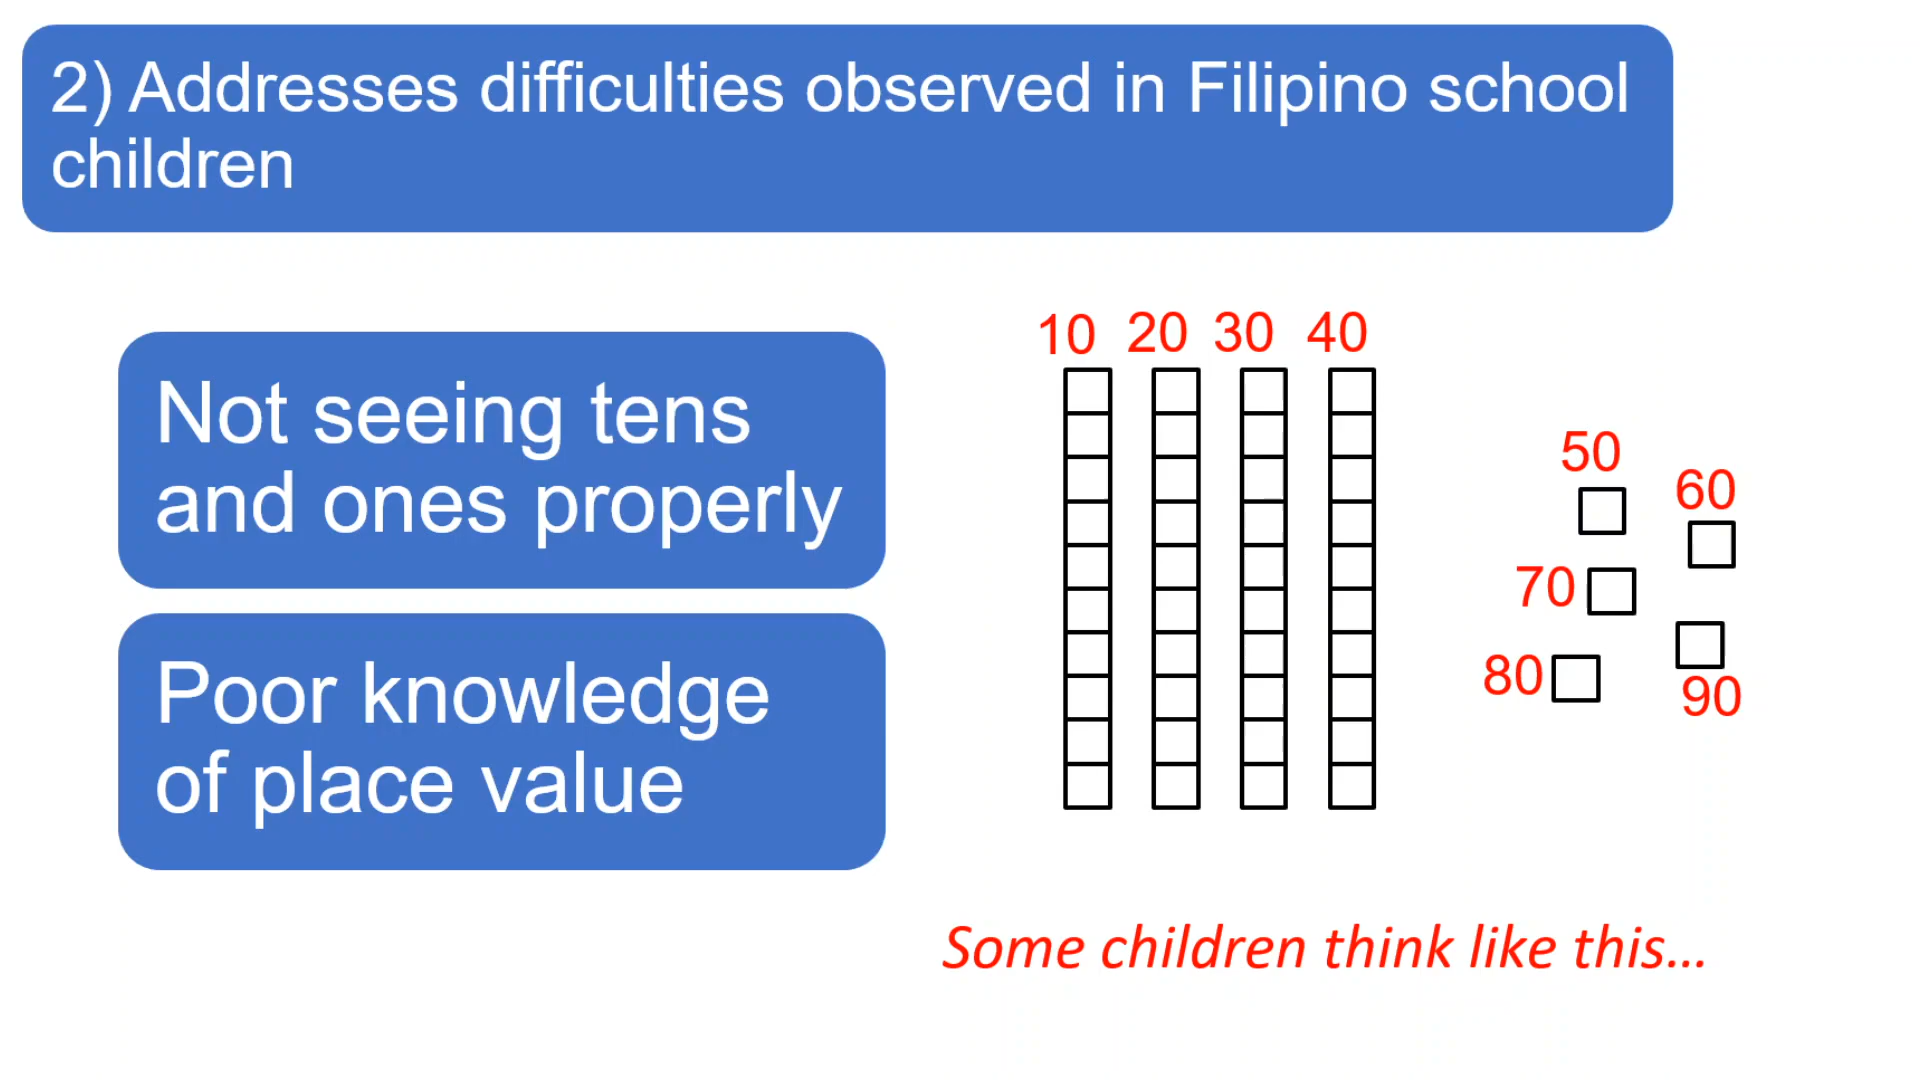 2) Addresses difficulties observed in Filipino school
children
Not seeing tens
and ones properly
Poor knowledge
of place value
10 20 30 40
50
60
70
80
90
Some children think like this...